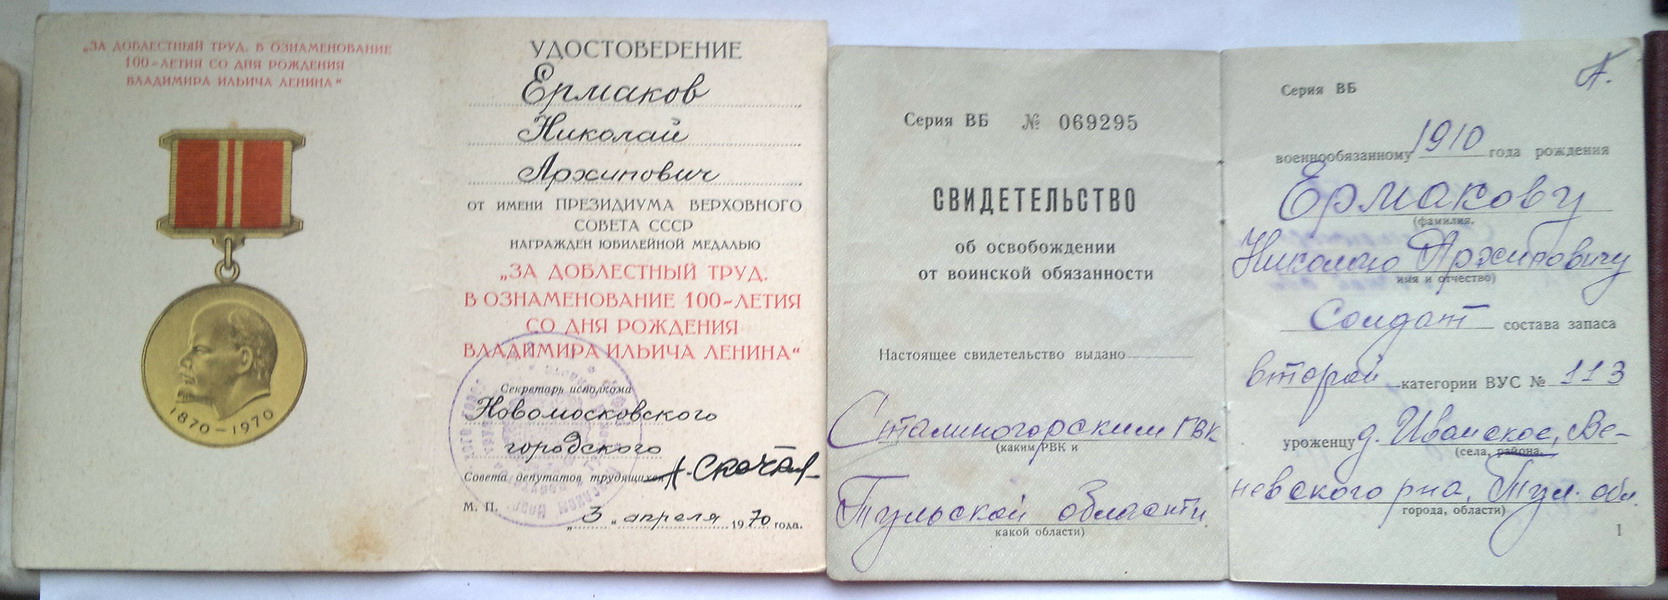 „ЗА ДОБЛЕСТНЫЙ ТРУД. В ОЗНАМЕНОВАНИЕ
100-ЛЕТИЯ СО ДНЯ РОЖДЕНИЯ
ВЛАДИМИРА ИЛЬИЧА ЛЕНИНА“
1870-1970
УДОСТОВЕРЕНИЕ
Ермаков
Николай
Архипович
ОТ ИМЕНИ ПРЕЗИДИУМА ВЕРХОВНОГО
СОВЕТА СССР
НАГРАЖДЕН ЮБИЛЕЙНОЙ МЕДАЛЬЮ
„ЗА ДОБЛЕСТНЫЙ ТРУД.
В ОЗНАМЕНОВАНИЕ 100-ЛЕТИЯ
СО ДНЯ РОЖДЕНИЯ
ВЛАДИМИРА ИЛЬИЧА ЛЕНИНА“
Секретарь исполкома
Новомосковского
городского
Совета депутатов трудящихся
М. П.
„3„ апреля 1970 года.
Серия ВБ № 069295
СВИДЕТЕЛЬСТВО
об освобождении
от воинской обязанности
Настоящее свидетельство выдано
Сталиногорским ГВК
(каким РВК и
Тульской области
какой области)
Серия ВБ
военнообязанному 1910 года рождения
Ермакову
(фамилия,
Николаю Архиповичу
имя и отчество)
Солдат состава запаса
второй категории ВУС № 113
уроженцу д. Иванское, Ве-
(села, района,
невского р-на, Тул. обл.
города, области)
1